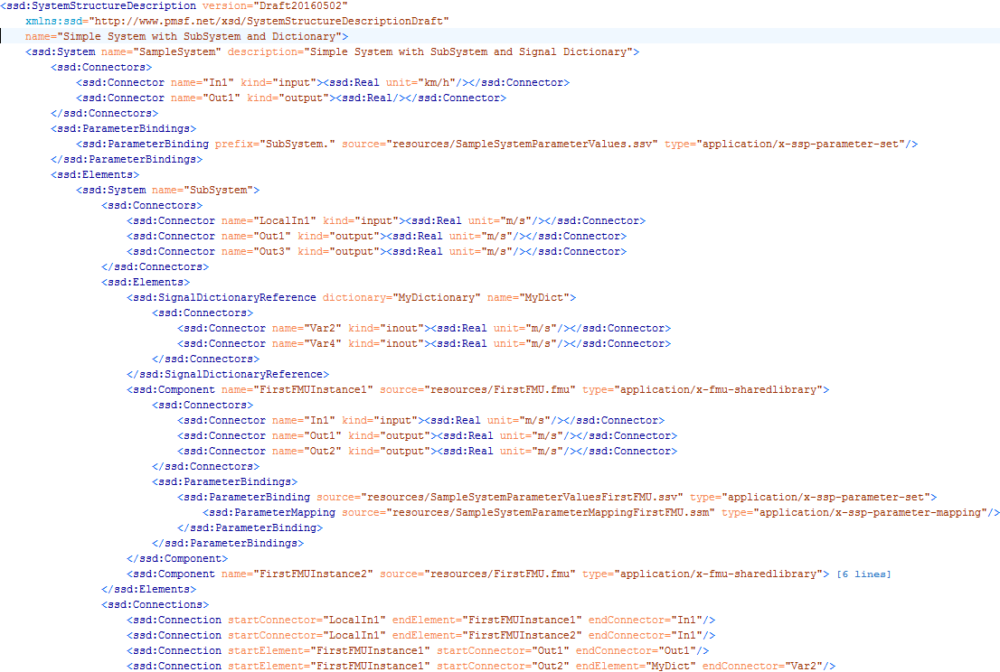 <ssd:SystemStructureDescription version="Draft20160502"
    xmlns:ssd="http://www.pmsf.net/xsd/SystemStructureDescriptionDraft"
    name="Simple System with SubSystem and Dictionary">
    <ssd:System name="SampleSystem" description="Simple System with SubSystem and Signal Dictionary">
        <ssd:Connectors>
            <ssd:Connector name="In1" kind="input"><ssd:Real unit="km/h"/></ssd:Connector>
            <ssd:Connector name="Out1" kind="output"><ssd:Real/></ssd:Connector>
        </ssd:Connectors>
        <ssd:ParameterBindings>
            <ssd:ParameterBinding prefix="SubSystem." source="resources/SampleSystemParameterValues.ssv" type="application/x-ssp-parameter-set"/>
        </ssd:ParameterBindings>
        <ssd:Elements>
            <ssd:System name="SubSystem">
                <ssd:Connectors>
                    <ssd:Connector name="LocalIn1" kind="input"><ssd:Real unit="m/s"/></ssd:Connector>
                    <ssd:Connector name="Out1" kind="output"><ssd:Real unit="m/s"/></ssd:Connector>
                    <ssd:Connector name="Out3" kind="output"><ssd:Real unit="m/s"/></ssd:Connector>
                </ssd:Connectors>
                <ssd:Elements>
                    <ssd:SignalDictionaryReference dictionary="MyDictionary" name="MyDict">
                        <ssd:Connectors>
                            <ssd:Connector name="Var2" kind="inout"><ssd:Real unit="m/s"/></ssd:Connector>
                            <ssd:Connector name="Var4" kind="inout"><ssd:Real unit="m/s"/></ssd:Connector>
                        </ssd:Connectors>
                    </ssd:SignalDictionaryReference>
                    <ssd:Component name="FirstFMUInstance1" source="resources/FirstFMU.fmu" type="application/x-fmu-sharedlibrary">
                        <ssd:Connectors>
                            <ssd:Connector name="In1" kind="input"><ssd:Real unit="m/s"/></ssd:Connector>
                            <ssd:Connector name="Out1" kind="output"><ssd:Real unit="m/s"/></ssd:Connector>
                            <ssd:Connector name="Out2" kind="output"><ssd:Real unit="m/s"/></ssd:Connector>
                        </ssd:Connectors>
                        <ssd:ParameterBindings>
                            <ssd:ParameterBinding source="resources/SampleSystemParameterValuesFirstFMU.ssv" type="application/x-ssp-parameter-set">
                                <ssd:ParameterMapping source="resources/SampleSystemParameterMappingFirstFMU.ssm" type="application/x-ssp-parameter-mapping"/>
                            </ssd:ParameterBinding>
                        </ssd:ParameterBindings>
                    </ssd:Component>
                    <ssd:Component name="FirstFMUInstance2" source="resources/FirstFMU.fmu" type="application/x-fmu-sharedlibrary"> [6 lines]
                </ssd:Elements>
                <ssd:Connections>
                    <ssd:Connection startConnector="LocalIn1" endElement="FirstFMUInstance1" endConnector="In1"/>
                    <ssd:Connection startConnector="LocalIn1" endElement="FirstFMUInstance2" endConnector="In1"/>
                    <ssd:Connection startElement="FirstFMUInstance1" startConnector="Out1" endConnector="Out1"/>
                    <ssd:Connection startElement="FirstFMUInstance1" startConnector="Out2" endElement="MyDict" endConnector="Var2"/>